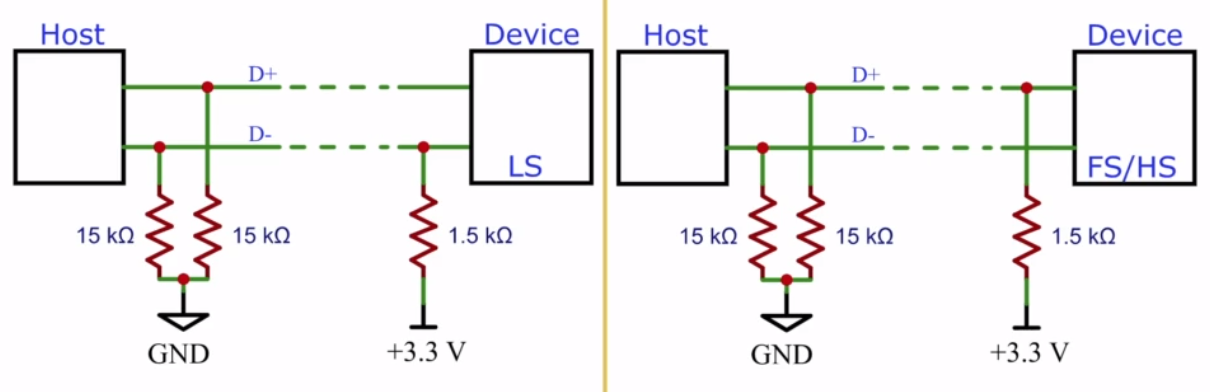 Host
Device
D+
D-
LS
15 kΩ
15 kΩ
1.5 kΩ
GND
+3.3 V
Host
Device
D+
D-
FS/HS
15 kΩ
15 kΩ
1.5 kΩ
GND
+3.3 V